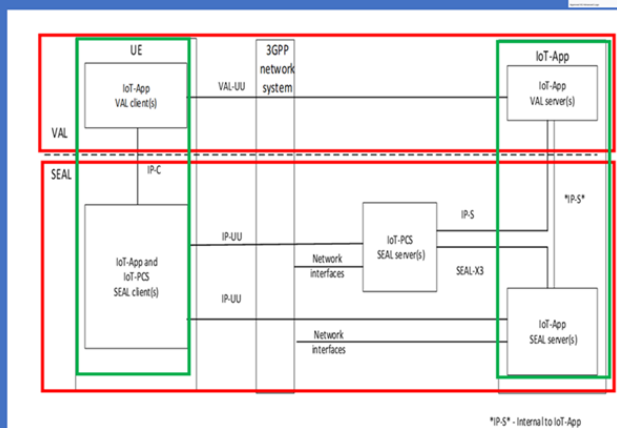 UE
3GPP
network
system
IoT-App
IoT-App
VAL client(s)
VAL-UU
IoT-App
VAL server(s)
VAL
SEAL
IP-C
IP-S
*IP-S*
IoT-App and
IoT-PCS
SEAL client(s)
IP-UU
IoT-PCS
SEAL server(s)
Network
interfaces
SEAL-X3
IP-UU
IoT-App
SEAL server(s)
Network
interfaces
*IP-S* - Internal to IoT-App